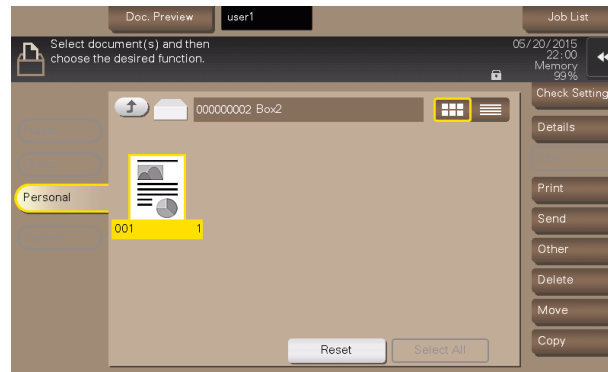 Doc. Preview
user1
Job List
Select document(s) and then
choose the desired function.
05/20/2015
22:00
Memory
99%
000000002 Box2
Check Setting
Details
Personal
001 1
Print
Send
Other
Delete
Move
Copy
Reset
Select All